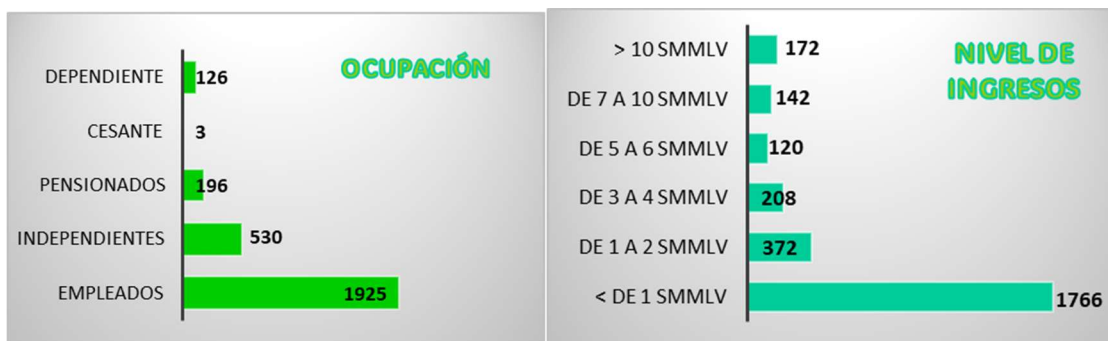 OCUPACIÓN
DEPENDIENTE 126
CESANTE 3
PENSIONADOS 196
INDEPENDIENTES 530
EMPLEADOS 1925
NIVEL DE
INGRESOS
> 10 SMMLV 172
DE 7 A 10 SMMLV 142
DE 5 A 6 SMMLV 120
DE 3 A 4 SMMLV 208
DE 1 A 2 SMMLV 372
< DE 1 SMMLV 1766